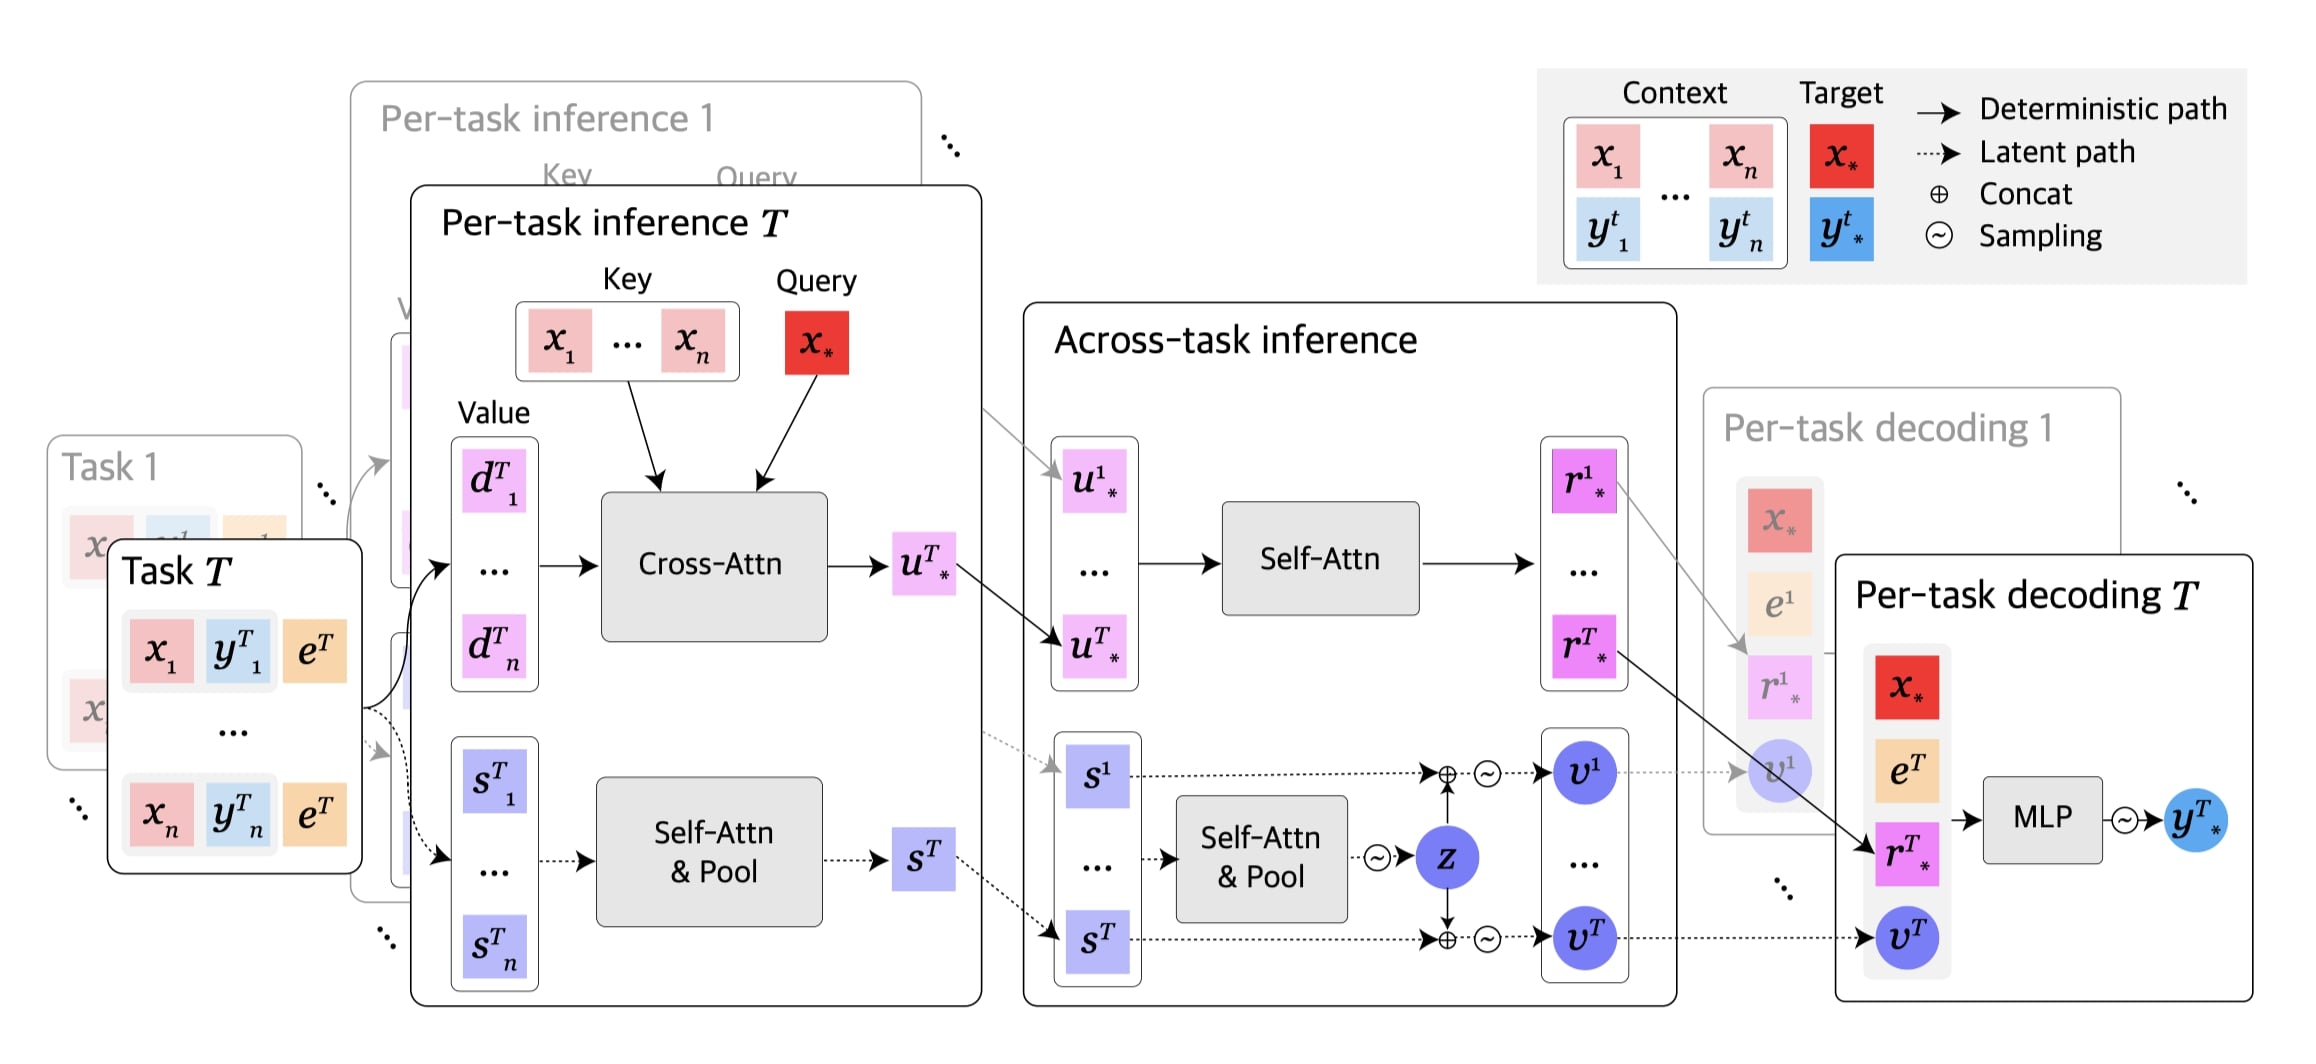 Per-task inference 1
Key
Query
Per-task inference T
Key
Query
x_1 ... x_n
x_*
Value
d^T_1
...
d^T_n
Cross-Attn
u^T_*
s^T_1
...
s^T_n
Self-Attn
& Pool
s^T
Task 1
x
x
Task T
x_1 y^T_1 e^T
...
x_n y^T_n e^T
Across-task inference
u^1_*
...
u^T_*
Self-Attn
r^1_*
...
r^T_*
s^1
...
s^T
Self-Attn
& Pool
~
z
⊕ ~
⊕ ~
v^1
...
v^T
Context
Target
x_1 ... x_n
x_*
y^t_1 y^t_n
y^t_*
Deterministic path
Latent path
⊕ Concat
~ Sampling
Per-task decoding 1
x_*
e^1
r^1_*
v^1
Per-task decoding T
x_*
e^T
r^T_*
v^T
MLP
~
y^T_*